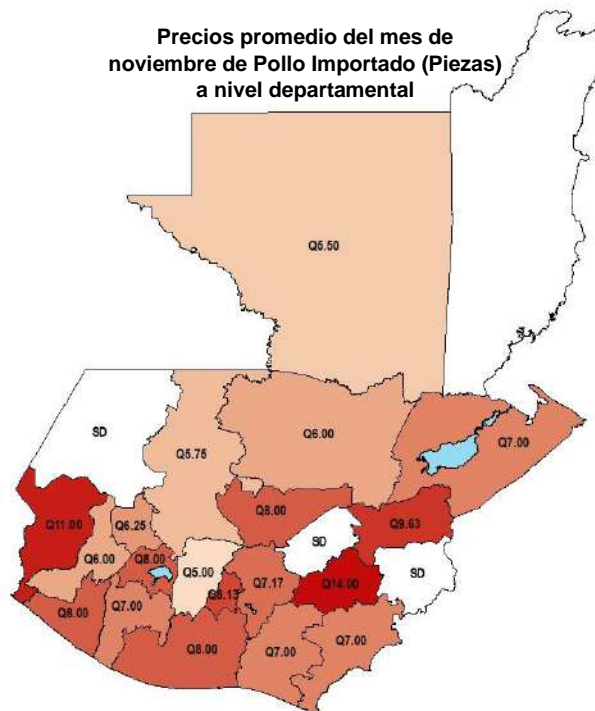 Precios promedio del mes de
noviembre de Pollo Importado (Piezas)
a nivel departamental
Q5.50
SD
Q5.75
Q6.00
Q7.00
Q11.00
Q6.25
Q8.00
Q9.63
Q6.00
Q8.00
Q5.00
SD
SD
Q8.13
Q7.17
Q14.00
Q8.00
Q7.00
Q8.00
Q7.00
Q7.00